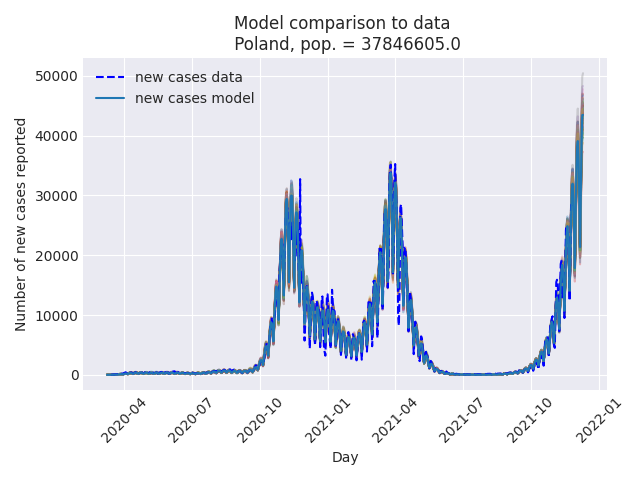 Model comparison to data
Poland, pop. = 37846605.0
new cases data
new cases model
50000
40000
30000
20000
10000
0
Number of new cases reported
2020-04
2020-07
2020-10
2021-01
2021-04
2021-07
2021-10
2022-01
Day